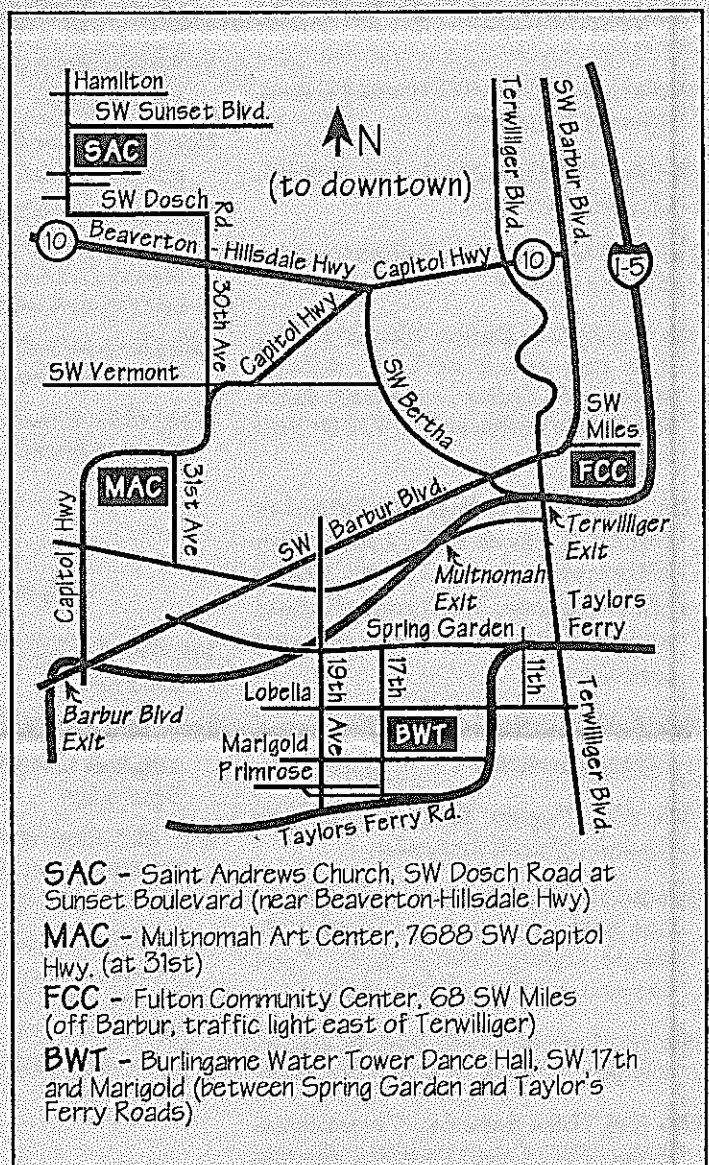 Hamilton
SW Sunset Blvd.
SAC
N
(to downtown)
Terwilliger Blvd.
SW Barbur Blvd.
SW Dosch
Rd.
10
Beaverton - Hillsdale Hwy
Capitol Hwy
10
I-5
30th Ave
Capitol Hwy
SW Vermont
SW Bertha
SW
Miles
MAC
31st Ave
FCC
Capitol Hwy
SW Barbur Blvd.
Terwilliger
Exit
Multnomah
Exit
Spring Garden
Taylors
Ferry
19th Ave
17th
11th
Lobella
Barbur Blvd
Exit
BWT
Marigold
Primrose
Terwilliger Blvd.
Taylors Ferry Rd.
SAC - Saint Andrews Church, SW Dosch Road at
Sunset Boulevard (near Beaverton-Hillsdale Hwy)
MAC - Multnomah Art Center, 7688 SW Capitol
Hwy. (at 31st)
FCC - Fulton Community Center, 68 SW Miles
(off Barbur, traffic light east of Terwilliger)
BWT - Burlingame Water Tower Dance Hall, SW 17th
and Marigold (between Spring Garden and Taylor's
Ferry Roads)